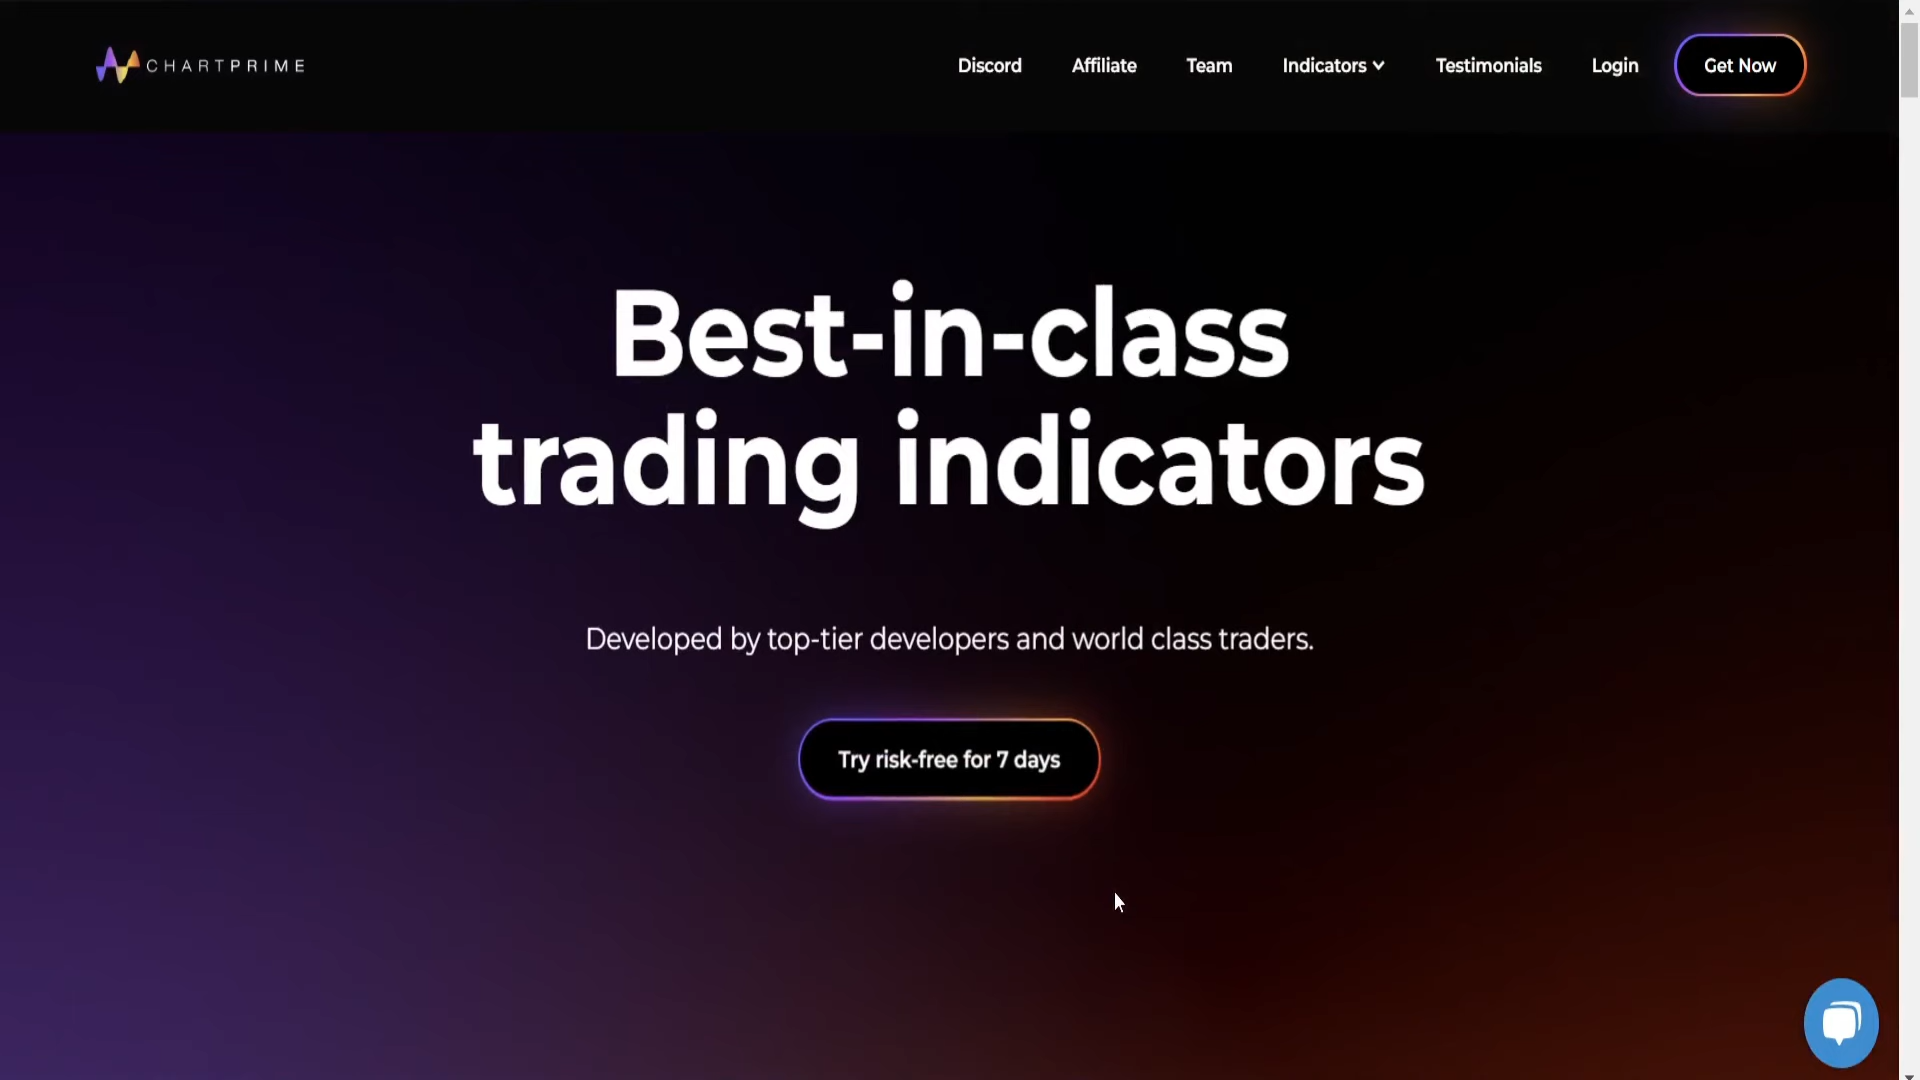 CHARTPRIME
Discord
Affiliate
Team
Indicators
Testimonials
Login
Get Now
Best-in-class
trading indicators
Developed by top-tier developers and world class traders.
Try risk-free for 7 days